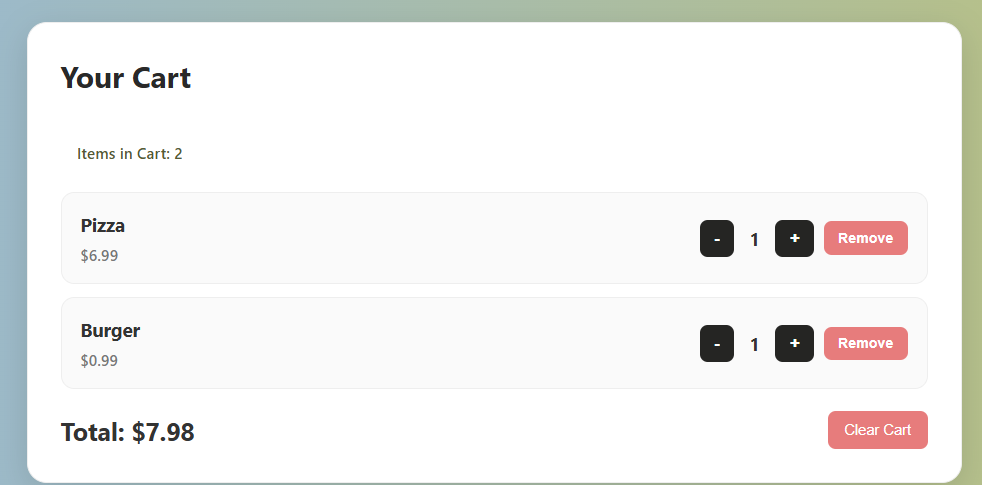 Your Cart
Items in Cart: 2
Pizza
$6.99
- 1 + Remove
Burger
$0.99
- 1 + Remove
Total: $7.98
Clear Cart